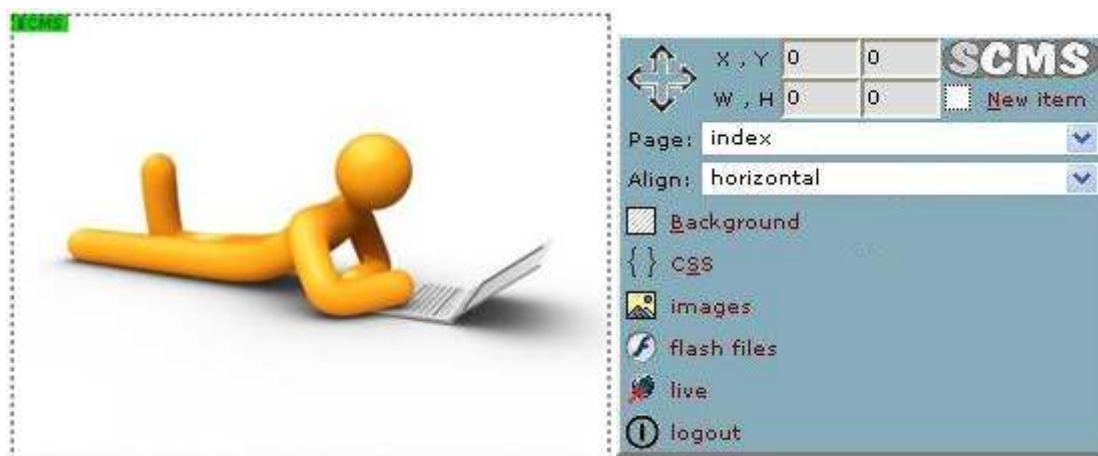 SCMS
X , Y 0 0 SCMS
W , H 0 0 New item
Page: index
Align: horizontal
Background
{ } CSS
images
flash files
live
logout